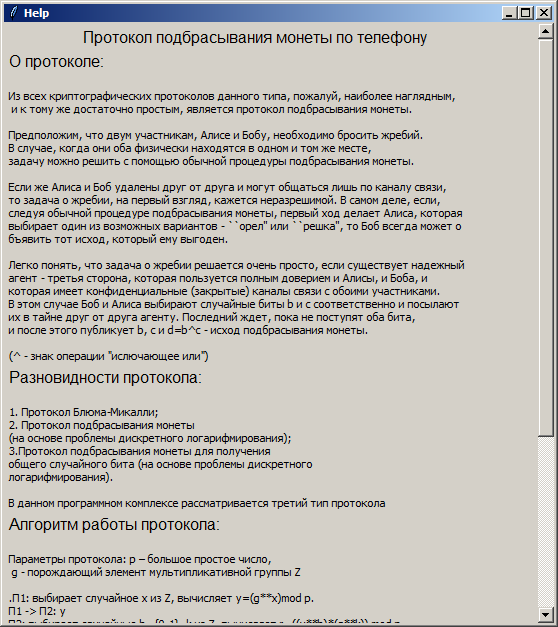 Help
Протокол подбрасывания монеты по телефону
О протоколе:
Из всех криптографических протоколов данного типа, пожалуй, наиболее наглядным,
и к тому же достаточно простым, является протокол подбрасывания монеты.
Предположим, что двум участникам, Алисе и Бобу, необходимо бросить жребий.
В случае, когда они оба физически находятся в одном и том же месте,
задачу можно решить с помощью обычной процедуры подбрасывания монеты.
Если же Алиса и Боб удалены друг от друга и могут общаться лишь по каналу связи,
то задача о жребии, на первый взгляд, кажется неразрешимой. В самом деле, если,
следуя обычной процедуре подбрасывания монеты, первый ход делает Алиса, которая
выбирает один из возможных вариантов - ``орел" или ``решка", то Боб всегда может о
бъявить тот исход, который ему выгоден.
Легко понять, что задача о жребии решается очень просто, если существует надежный
агент - третья сторона, которая пользуется полным доверием и Алисы, и Боба, и
которая имеет конфиденциальные (закрытые) каналы связи с обоими участниками.
В этом случае Боб и Алиса выбирают случайные биты b и c соответственно и посылают
их в тайне друг от друга агенту. Последний ждет, пока не поступят оба бита,
и после этого публикует b, c и d=b^c - исход подбрасывания монеты.
(^ - знак операции "ислючающее или")
Разновидности протокола:
1. Протокол Блюма-Микалли;
2. Протокол подбрасывания монеты
(на основе проблемы дискретного логарифмирования);
3.Протокол подбрасывания монеты для получения
общего случайного бита (на основе проблемы дискретного
логарифмирования).
В данном программном комплексе рассматривается третий тип протокола
Алгоритм работы протокола:
Параметры протокола: p – большое простое число,
g - порождающий элемент мультипликативной группы Z
.П1: выбирает случайное x из Z, вычисляет y=(g**x)mod p.
П1 -> П2: y